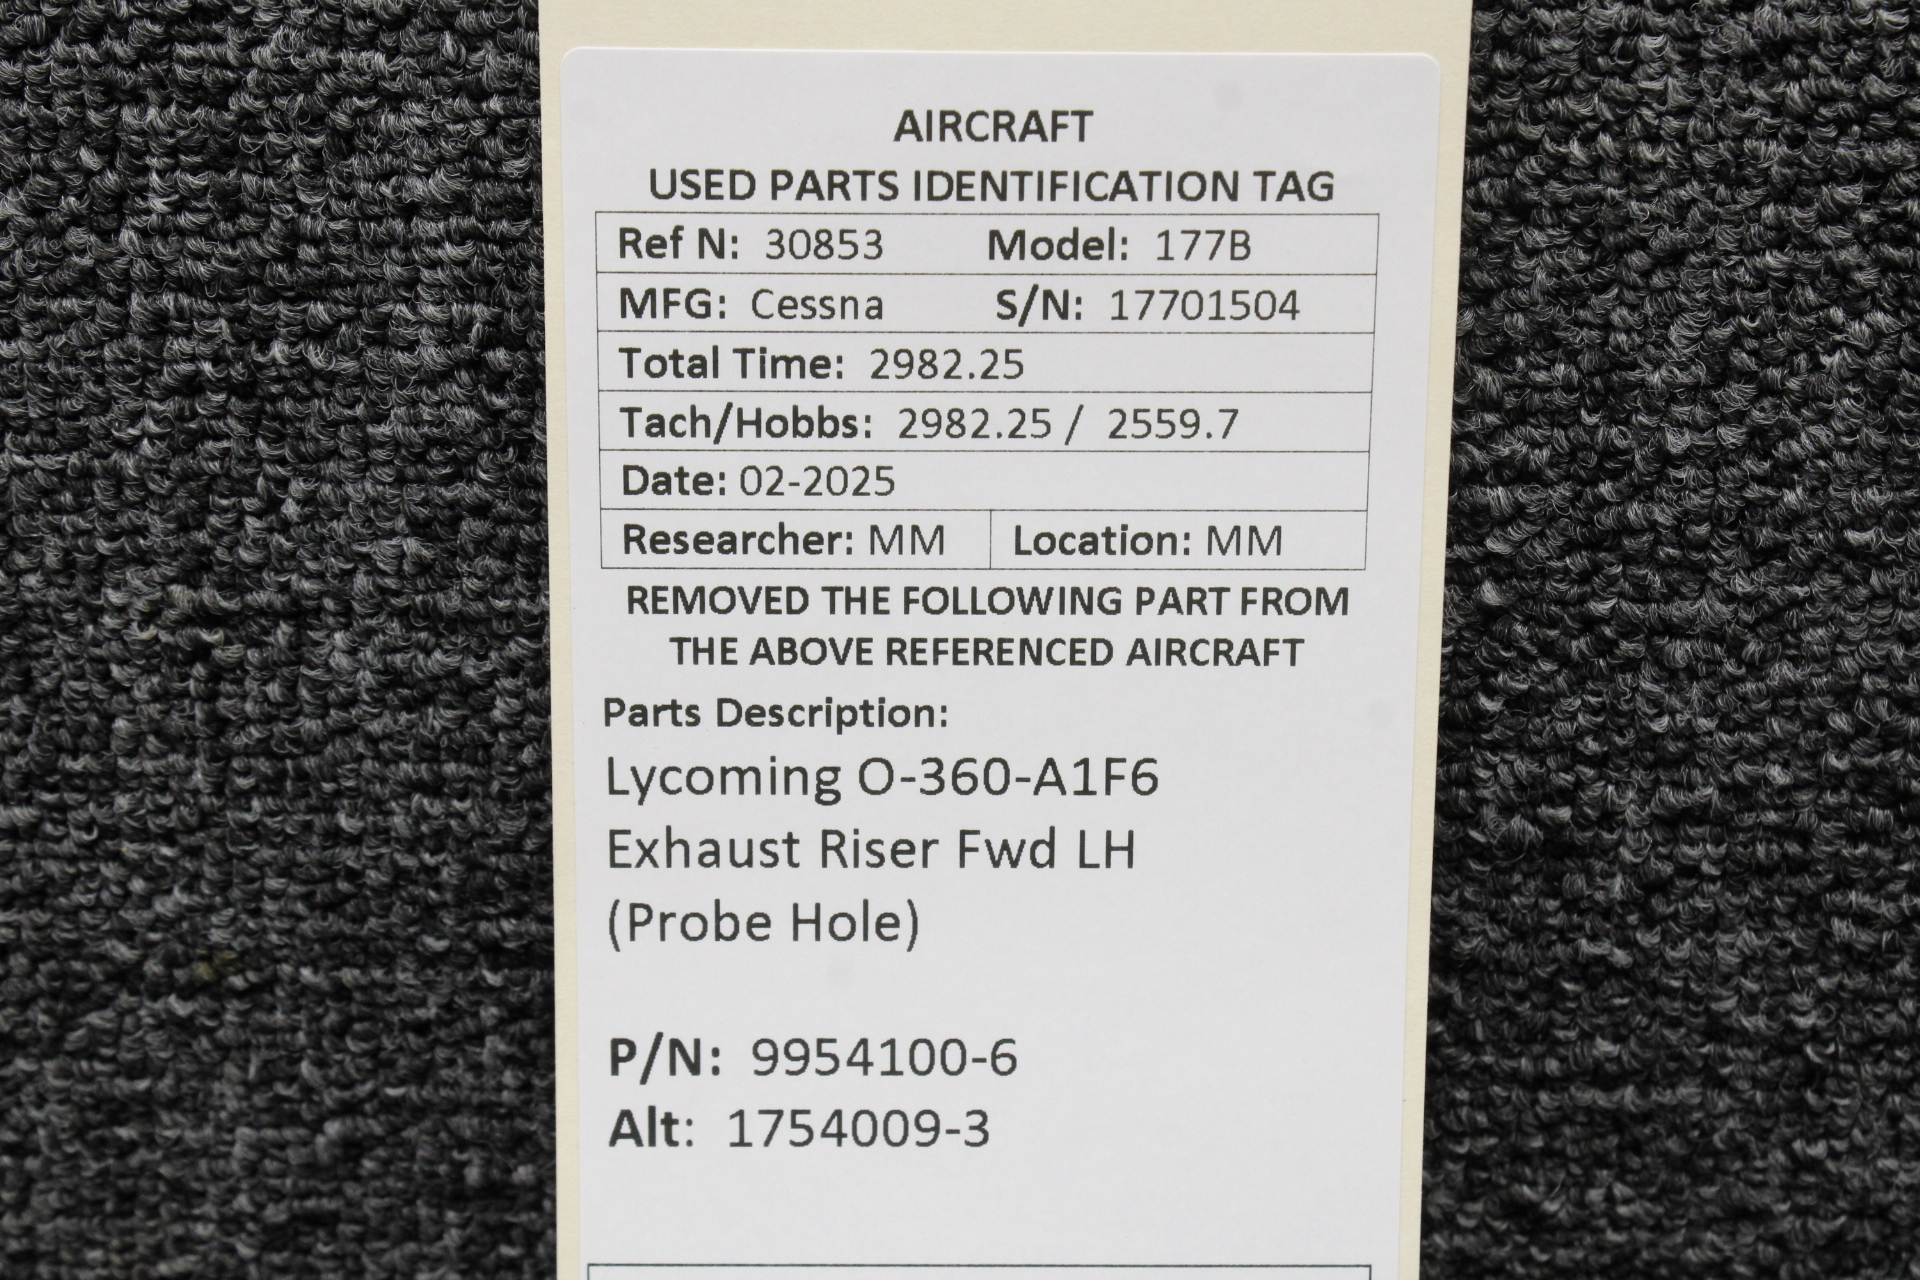 AIRCRAFT
USED PARTS IDENTIFICATION TAG
Ref N: 30853 Model: 177B
MFG: Cessna S/N: 17701504
Total Time: 2982.25
Tach/Hobbs: 2982.25 / 2559.7
Date: 02-2025
Researcher: MM Location: MM
REMOVED THE FOLLOWING PART FROM
THE ABOVE REFERENCED AIRCRAFT
Parts Description:
Lycoming O-360-A1F6
Exhaust Riser Fwd LH
(Probe Hole)
P/N: 9954100-6
Alt: 1754009-3